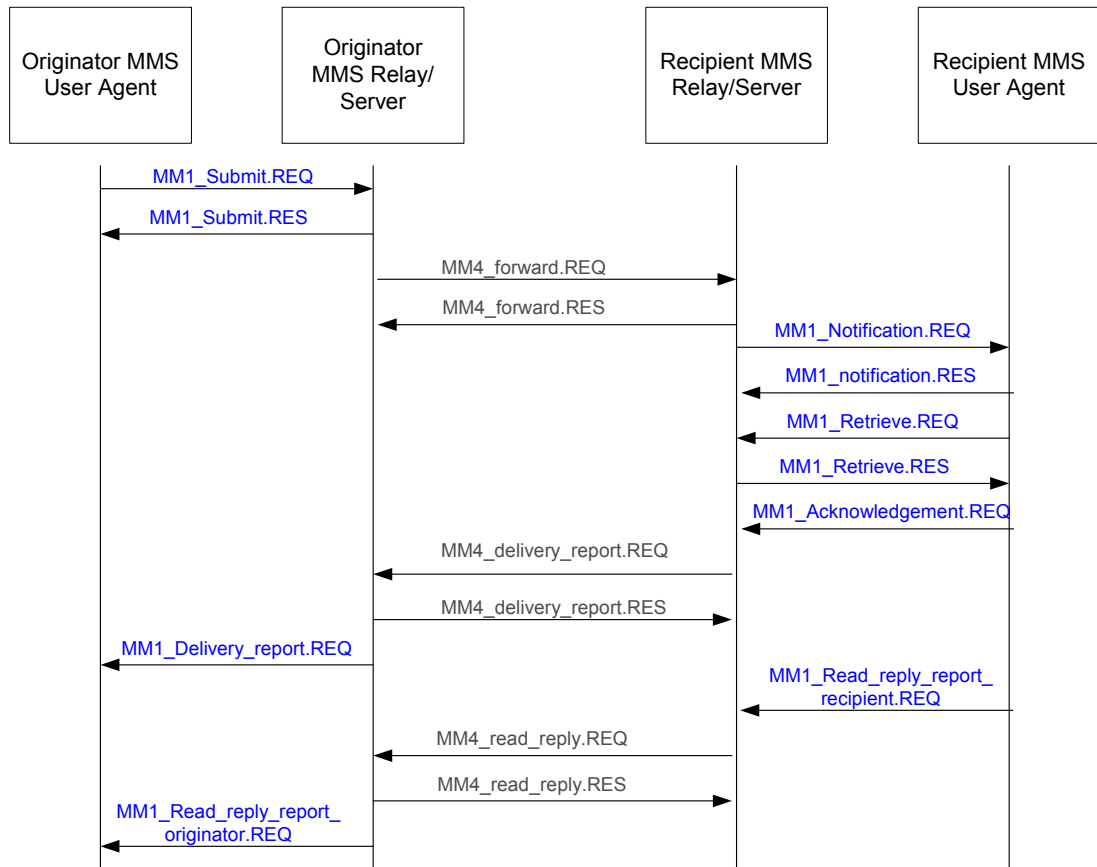 Originator MMS
User Agent
Originator
MMS Relay/
Server
Recipient MMS
Relay/Server
Recipient MMS
User Agent
MM1_Submit.REQ
MM1_Submit.RES
MM4_forward.REQ
MM4_forward.RES
MM1_Notification.REQ
MM1_notification.RES
MM1_Retrieve.REQ
MM1_Retrieve.RES
MM1_Acknowledgement.REQ
MM4_delivery_report.REQ
MM4_delivery_report.RES
MM1_Delivery_report.REQ
MM1_Read_reply_report_
recipient.REQ
MM4_read_reply.REQ
MM4_read_reply.RES
MM1_Read_reply_report_
originator.REQ